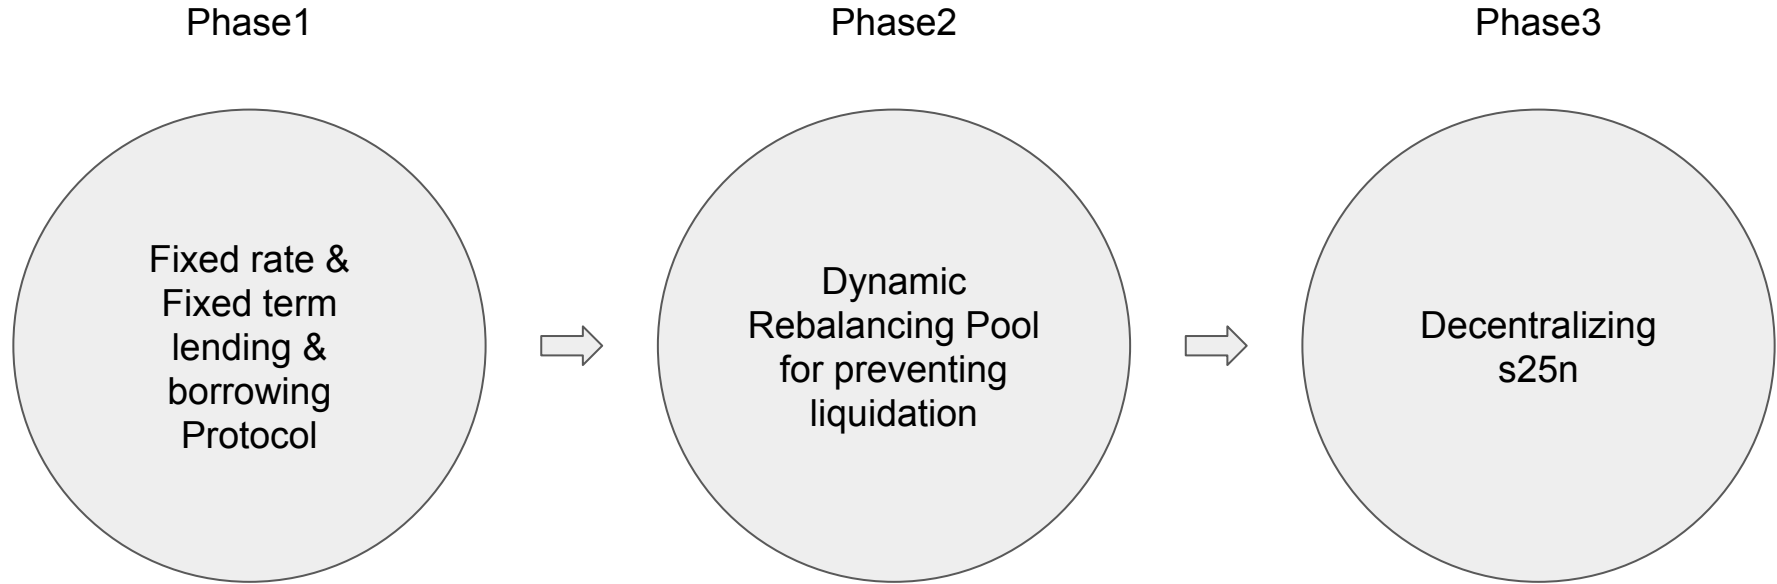 Phase1
Phase2
Phase3
Fixed rate &
Fixed term
lending &
borrowing
Protocol
Dynamic
Rebalancing Pool
for preventing
liquidation
Decentralizing
s25n